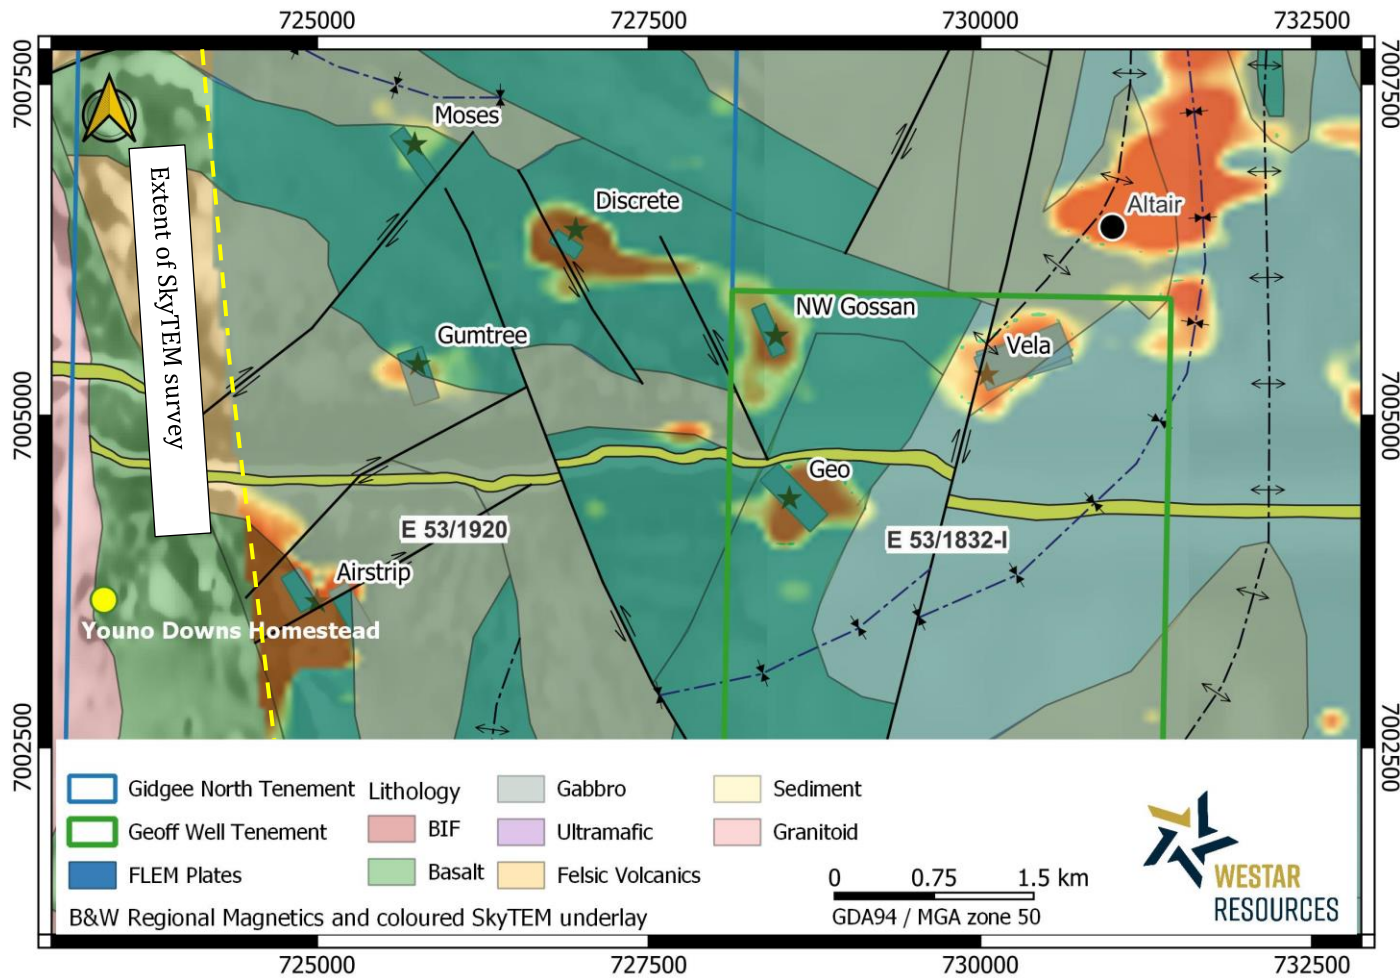 725000
727500
730000
732500
7007500
7007500
Moses
Extent of SkyTEM survey
Discrete
Altair
NW Gossan
Gumtree
Vela
7005000
7005000
Geo
E 53/1920
E 53/1832-I
Airstrip
Youno Downs Homestead
7002500
7002500
Gidgee North Tenement
Geoff Well Tenement
FLEM Plates
Lithology
BIF
Basalt
Gabbro
Ultramafic
Felsic Volcanics
Sediment
Granitoid
B&W Regional Magnetics and coloured SkyTEM underlay
0 0.75 1.5 km
GDA94 / MGA zone 50
WESTAR
RESOURCES
725000
727500
730000
732500